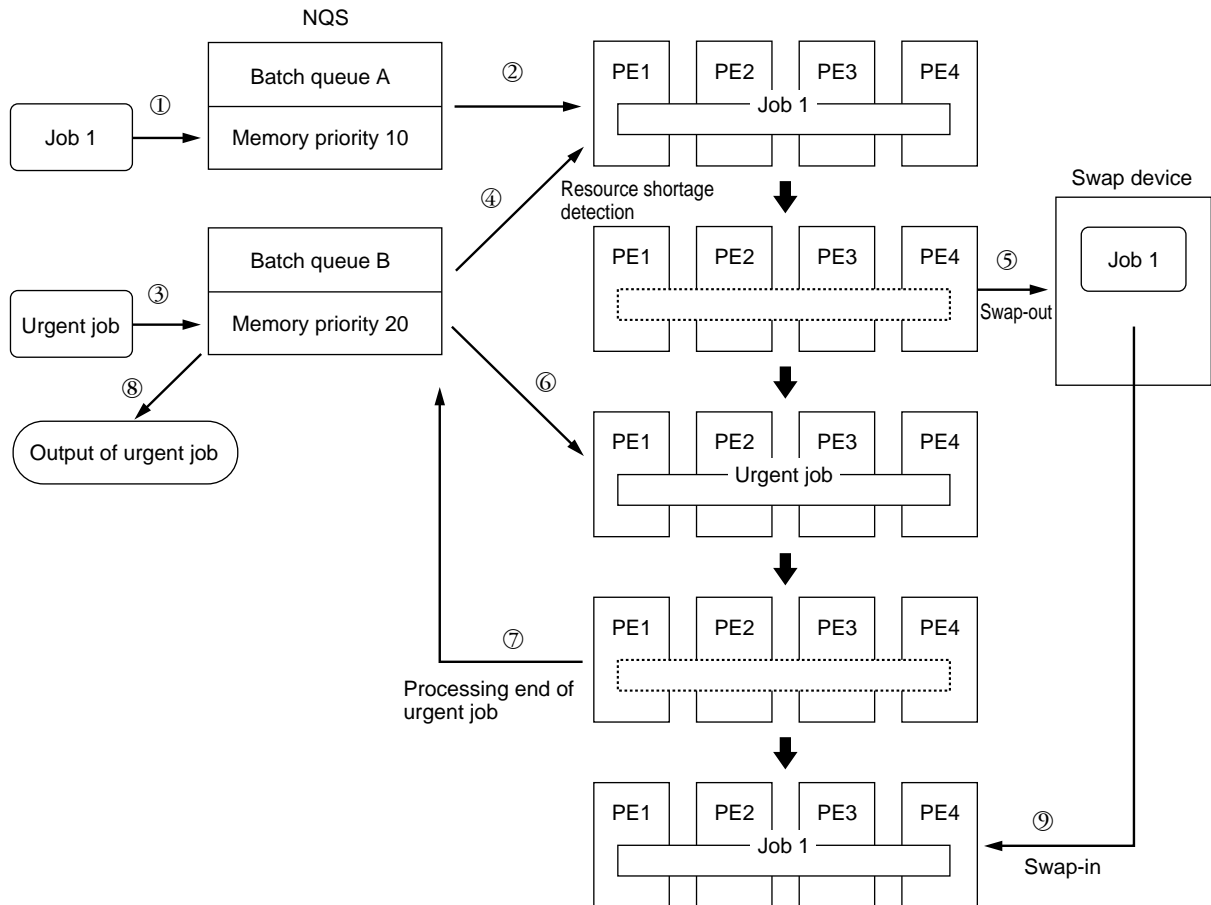 NQS
Batch queue A
Memory priority 10
①
Job 1
②
PE1 PE2 PE3 PE4
Job 1
④
Resource shortage
detection
Swap device
Job 1
Batch queue B
Memory priority 20
③
Urgent job
PE1 PE2 PE3 PE4
⑤
Swap-out
⑧
Output of urgent job
⑥
PE1 PE2 PE3 PE4
Urgent job
⑦
Processing end of
urgent job
PE1 PE2 PE3 PE4
PE1 PE2 PE3 PE4
Job 1
⑨
Swap-in